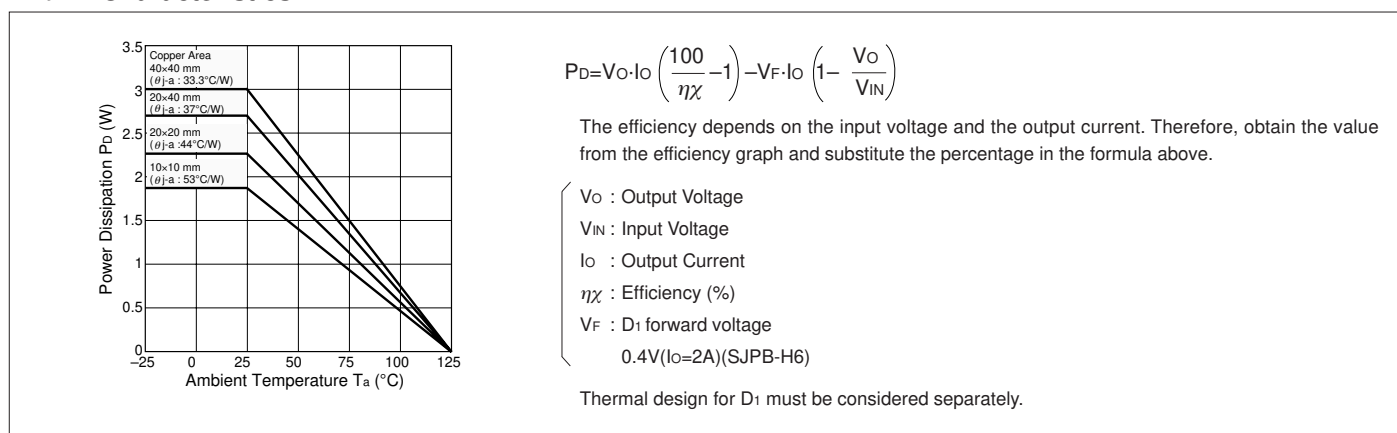 3.5
3
2.5
2
1.5
1
0.5
0
Power Dissipation PD (W)
Copper Area
40×40 mm
(θj-a : 33.3°C/W)
20×40 mm
(θj-a : 37°C/W)
20×20 mm
(θj-a :44°C/W)
10×10 mm
(θj-a : 53°C/W)
–25 0 25 50 75 100 125
Ambient Temperature Ta (°C)
PD=VO·IO (100/ηχ –1) –VF·IO (1– VO/VIN)
The efficiency depends on the input voltage and the output current. Therefore, obtain the value
from the efficiency graph and substitute the percentage in the formula above.
VO : Output Voltage
VIN : Input Voltage
IO : Output Current
ηχ : Efficiency (%)
VF : D1 forward voltage
0.4V(IO=2A)(SJPB-H6)
Thermal design for D1 must be considered separately.